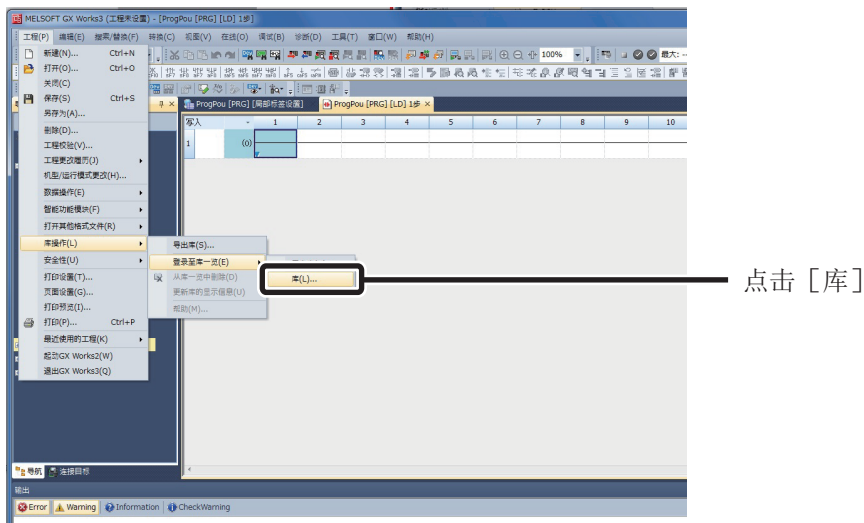 MELSOFT GX Works3 (工程未设置) - [ProgPou [PRG] [LD] 1步]
工程(P) 编辑(E) 搜索/替换(F) 转换(C) 视图(V) 在线(O) 调试(B) 诊断(D) 工具(T) 窗口(W) 帮助(H)
新建(N)... Ctrl+N
100%
最大:
打开(O)... Ctrl+O
关闭(C)
保存(S) Ctrl+S
ProgPou [PRG] [局部标签设置] ProgPou [PRG] [LD] 1步
另存为(A)...
写入 1 2 3 4 5 6 7 8 9 10
删除(D)...
1 (0)
工程校验(V)...
工程更改履历(J)
机型/运行模式更改(H)...
数据操作(E)
智能功能模块(F)
打开其他格式文件(R)
库操作(L)
导出库(S)...
安全性(U)
登录至库一览(E)
打印设置(T)...
从库一览中删除(D)
库(L)...
点击［库］
页面设置(G)...
更新库的显示信息(U)
打印预览(I)...
帮助(M)...
打印(P)... Ctrl+P
最近使用的工程(K)
起动GX Works2(W)
退出GX Works3(Q)
导航 连接目标
输出
Error Warning Information CheckWarning